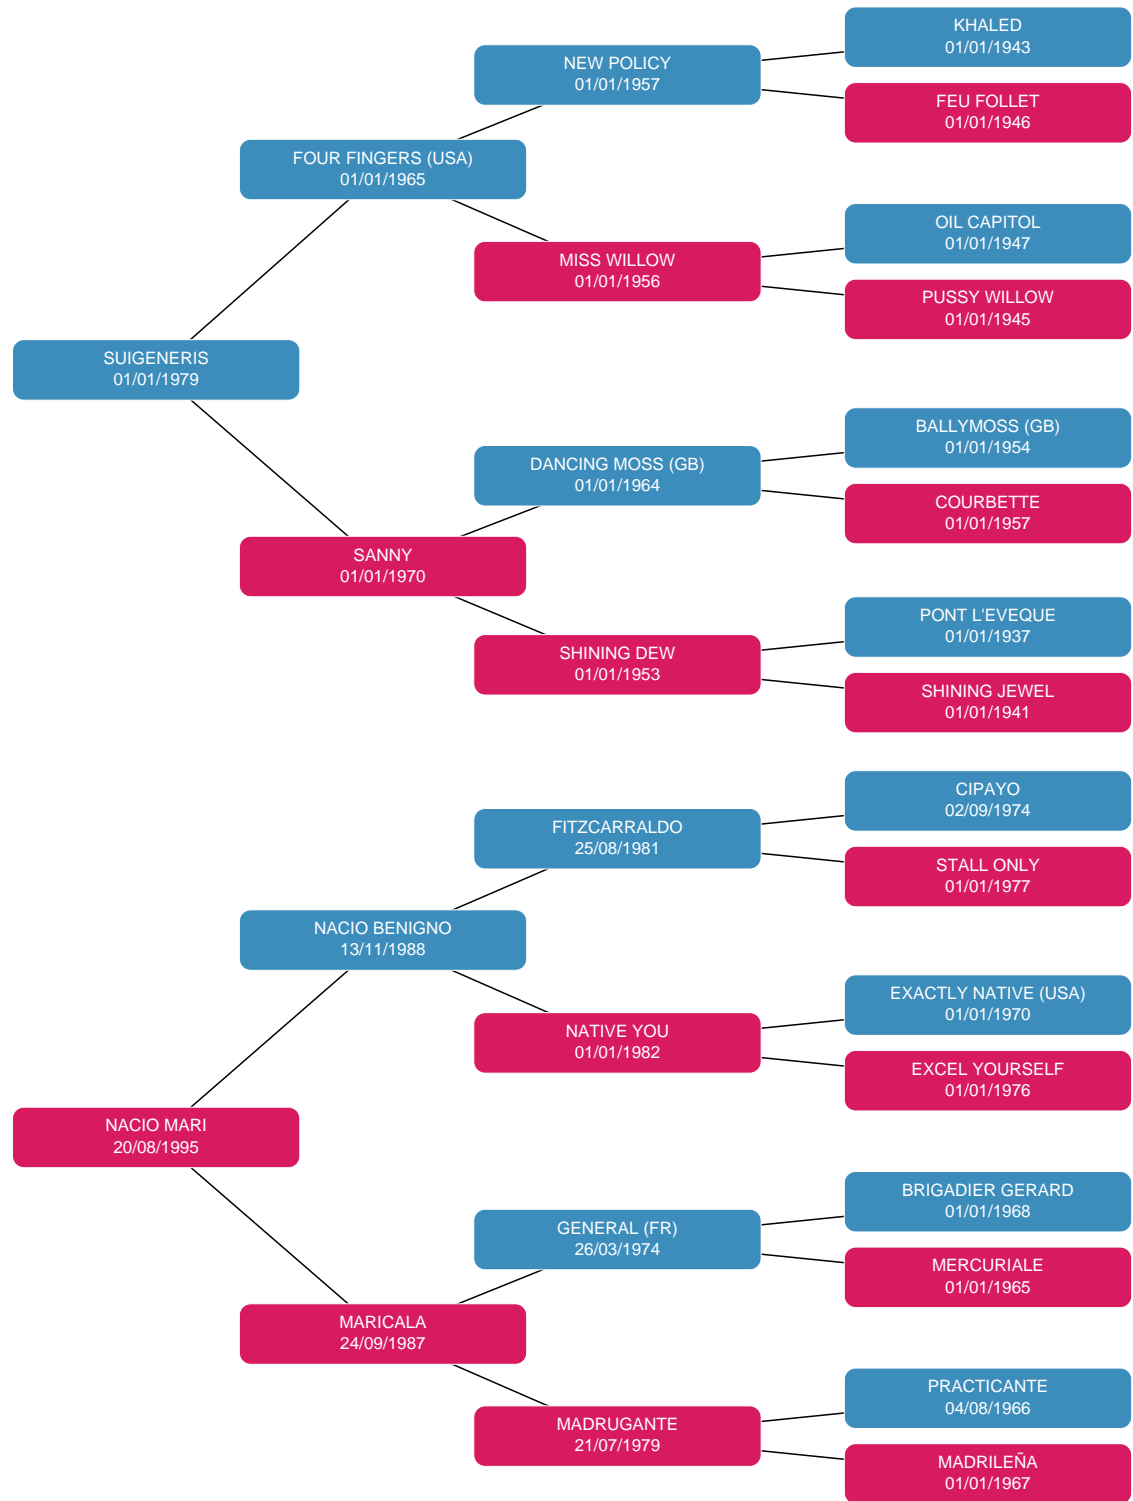 KHALED
01/01/1943
NEW POLICY
01/01/1957
FEU FOLLET
01/01/1946
FOUR FINGERS (USA)
01/01/1965
OIL CAPITOL
01/01/1947
MISS WILLOW
01/01/1956
PUSSY WILLOW
01/01/1945
SUIGENERIS
01/01/1979
BALLYMOSS (GB)
01/01/1954
DANCING MOSS (GB)
01/01/1964
COURBETTE
01/01/1957
SANNY
01/01/1970
PONT L'EVEQUE
01/01/1937
SHINING DEW
01/01/1953
SHINING JEWEL
01/01/1941
CIPAYO
02/09/1974
FITZCARRALDO
25/08/1981
STALL ONLY
01/01/1977
NACIO BENIGNO
13/11/1988
EXACTLY NATIVE (USA)
01/01/1970
NATIVE YOU
01/01/1982
EXCEL YOURSELF
01/01/1976
NACIO MARI
20/08/1995
BRIGADIER GERARD
01/01/1968
GENERAL (FR)
26/03/1974
MERCURIALE
01/01/1965
MARICALA
24/09/1987
PRACTICANTE
04/08/1966
MADRUGANTE
21/07/1979
MADRILEÑA
01/01/1967